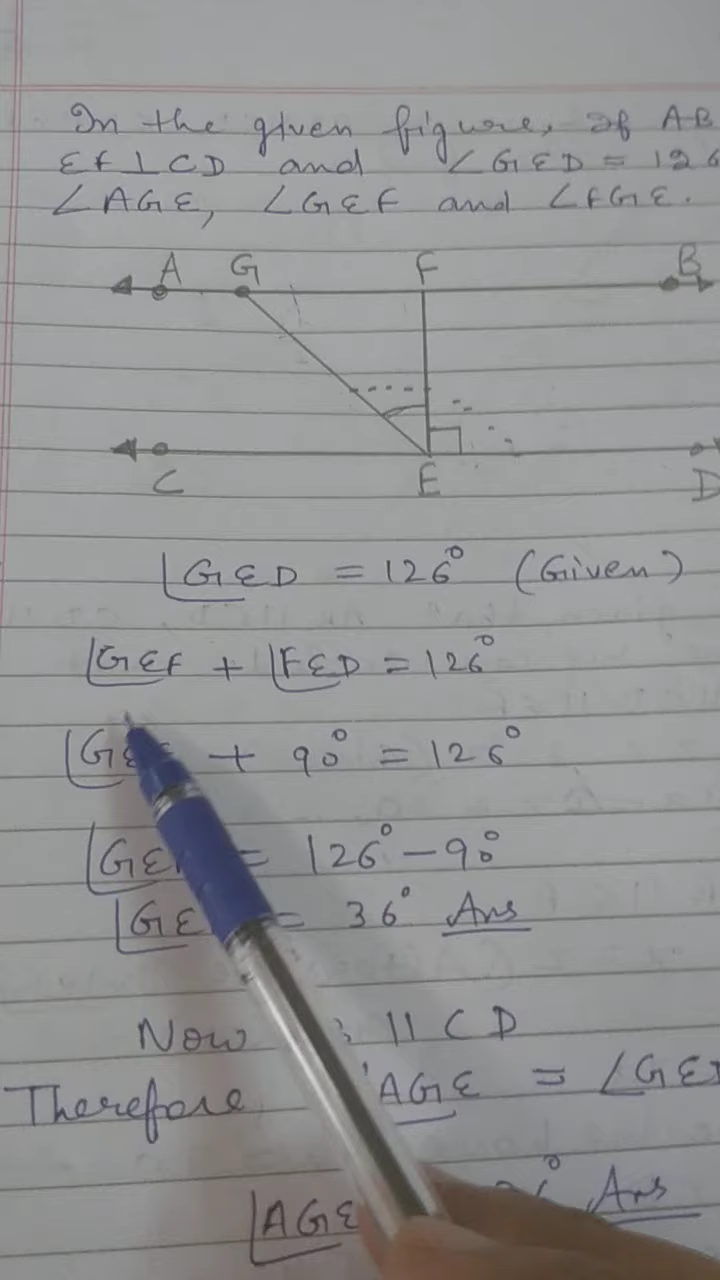 In the given figure, If AB
EF⊥CD and ∠GED = 126
∠AGE, ∠GEF and ∠FGE.
A G F B
C E D
∠GED = 126° (Given)
∠GEF + ∠FED = 126°
+ 90° = 126°
= 126° - 90°
= 36° Ans
Now || CD
Therefore AGE = ∠GE
∠AGE Ans